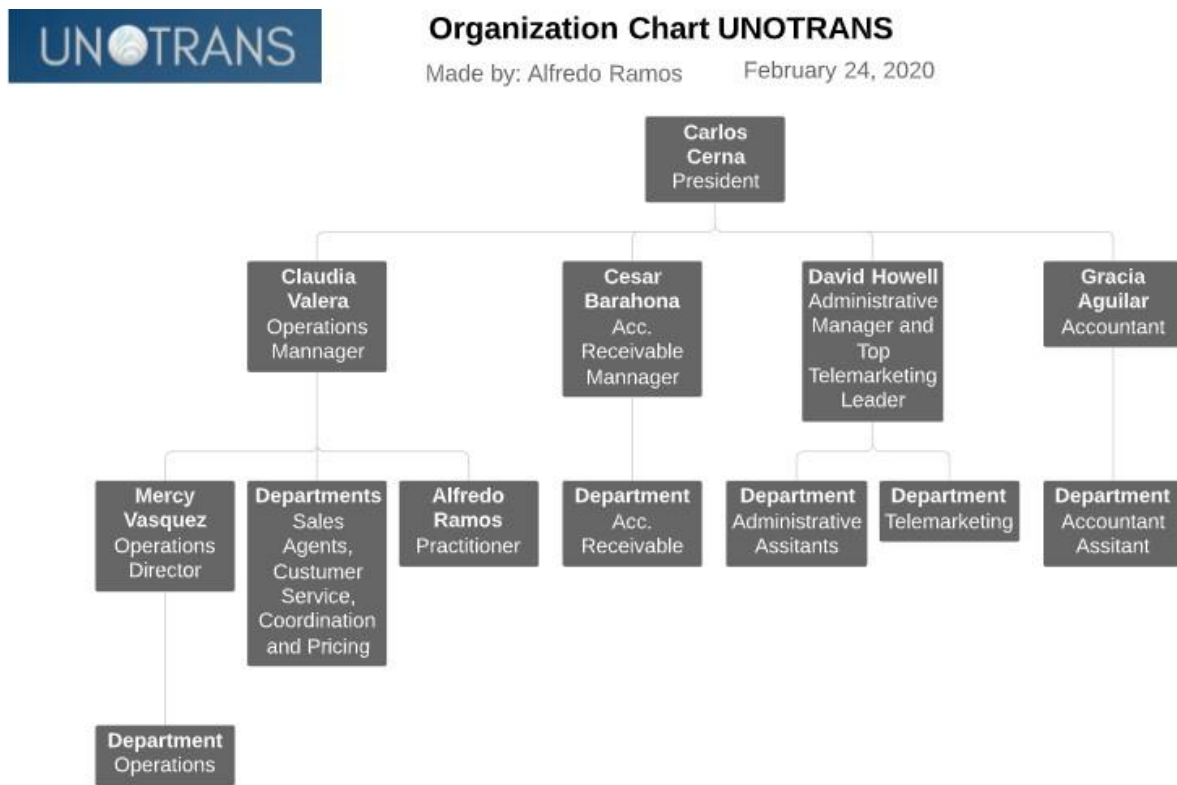 UNOTRANS
Organization Chart UNOTRANS
Made by: Alfredo Ramos
February 24, 2020
Carlos
Cerna
President
Claudia
Valera
Operations
Mannager
Cesar
Barahona
Acc.
Receivable
Mannager
David Howell
Administrative
Manager and
Top
Telemarketing
Leader
Gracia
Aguilar
Accountant
Mercy
Vasquez
Operations
Director
Departments
Sales
Agents,
Custumer
Service,
Coordination
and Pricing
Alfredo
Ramos
Practitioner
Department
Acc.
Receivable
Department
Administrative
Assitants
Department
Telemarketing
Department
Accountant
Assitant
Department
Operations